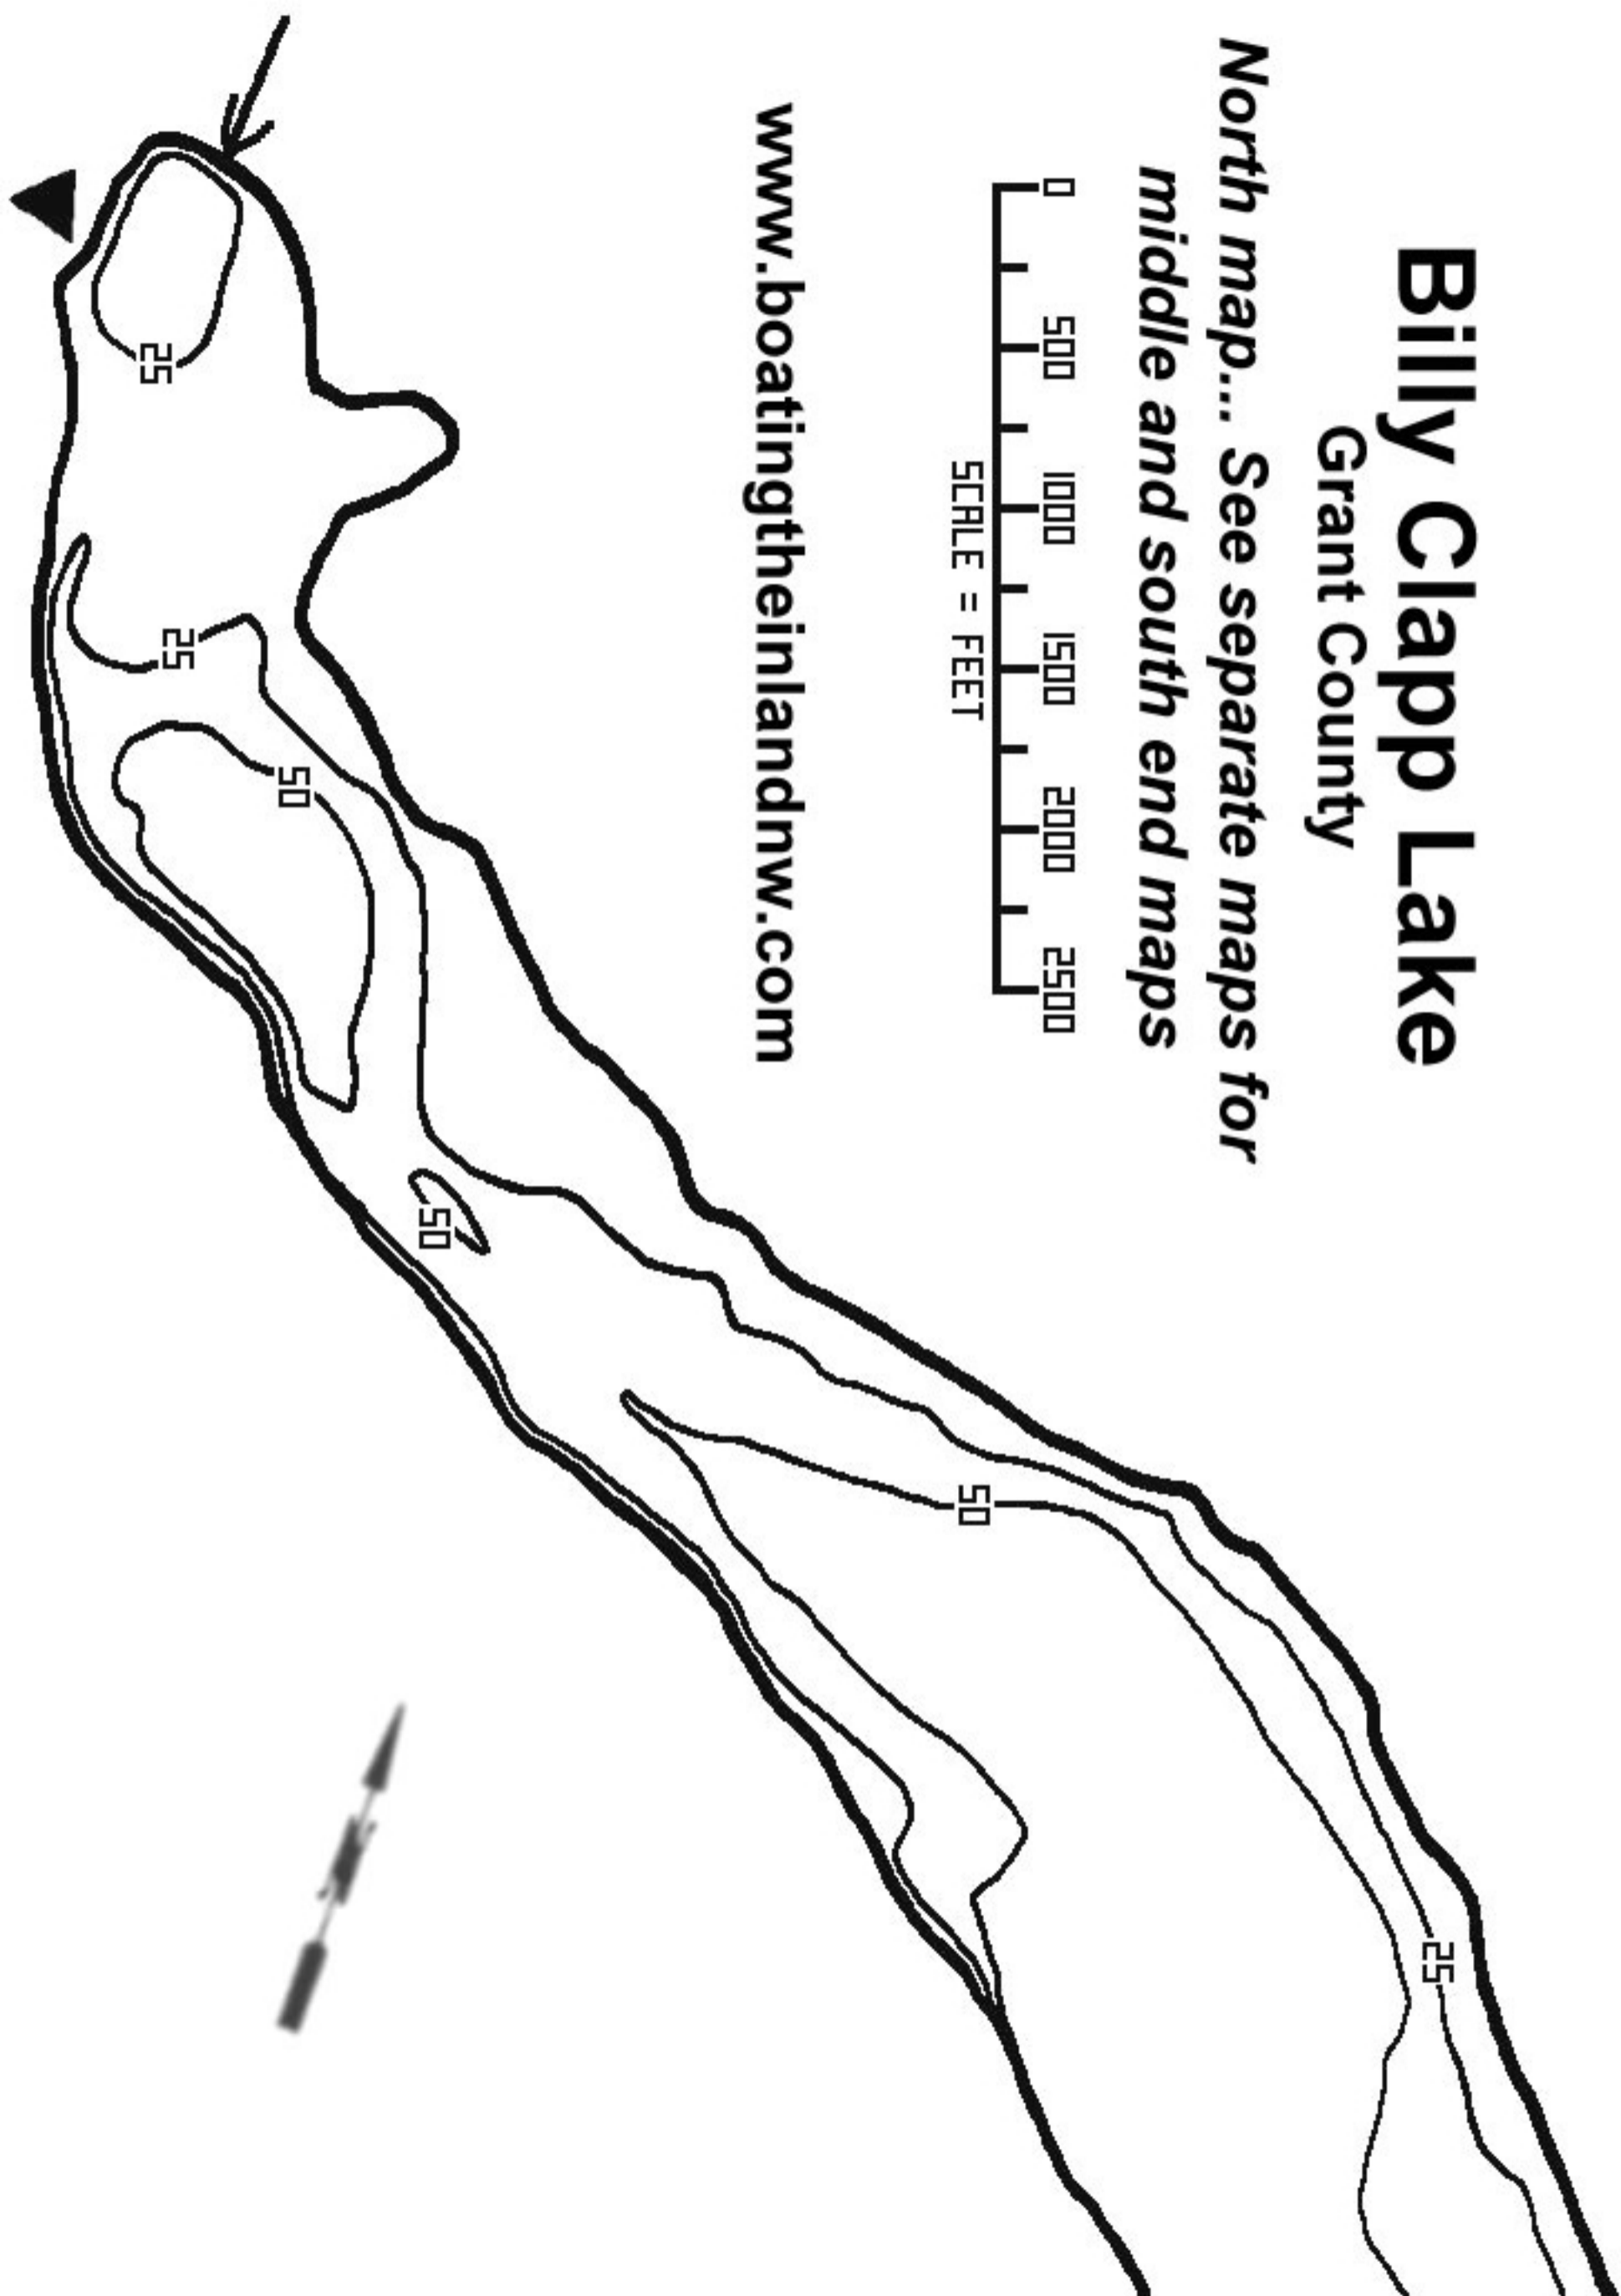 Billy Clapp Lake
Grant County
North map... See separate maps for
middle and south end maps
0 500 1000 1500 2000 2500
SCALE = FEET
www.boatingtheinlandnw.com
25
25
50
50
50
25